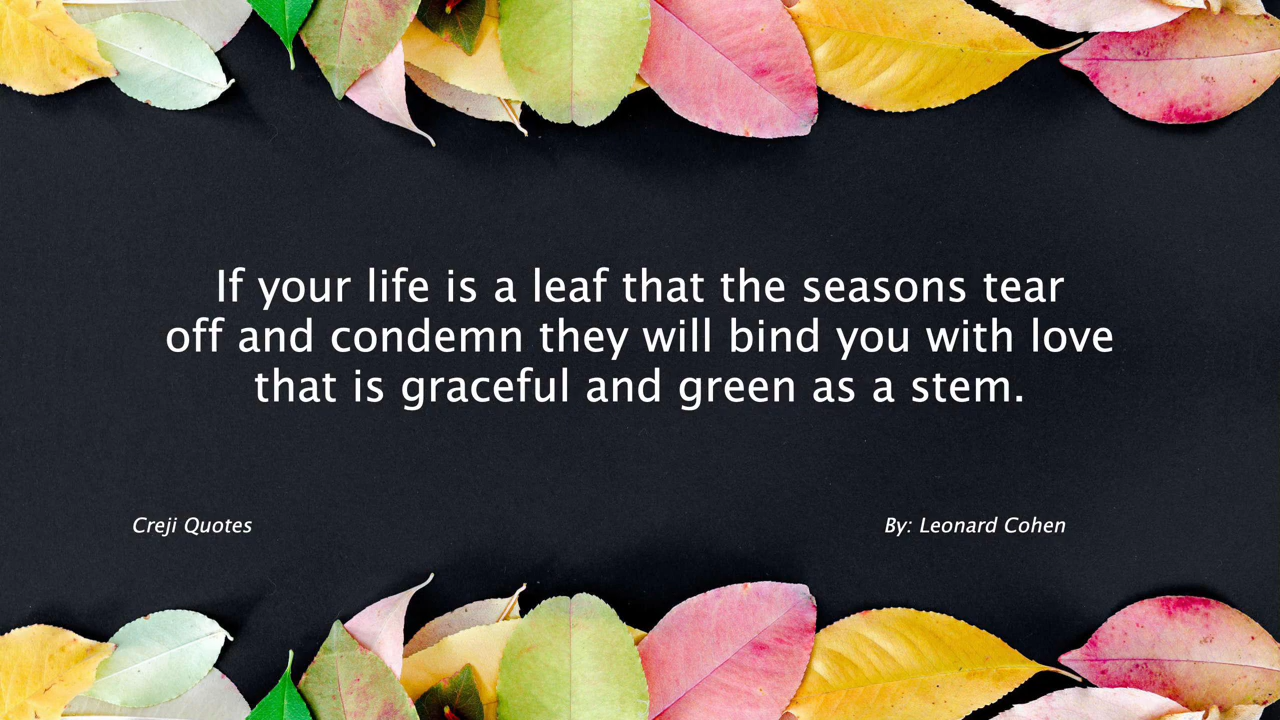 If your life is a leaf that the seasons tear
off and condemn they will bind you with love
that is graceful and green as a stem.
Creji Quotes
By: Leonard Cohen